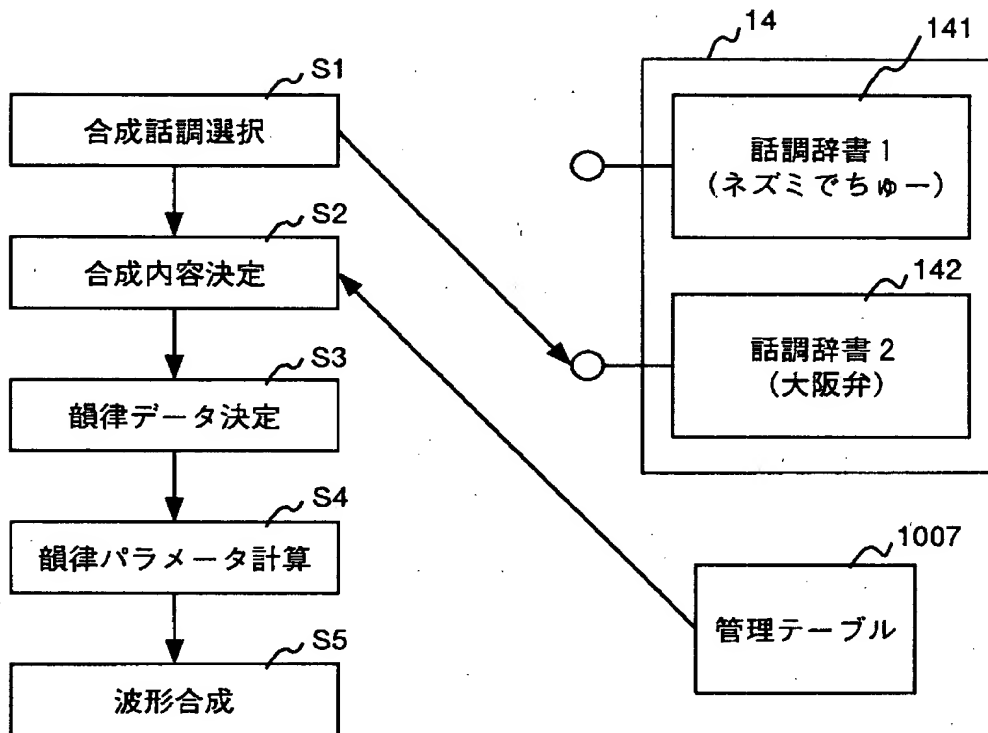 S1
合成話調選択
S2
合成内容決定
S3
韻律データ決定
S4
韻律パラメータ計算
S5
波形合成
14
141
話調辞書1
(ネズミでちゅー)
142
話調辞書2
(大阪弁)
1007
管理テーブル